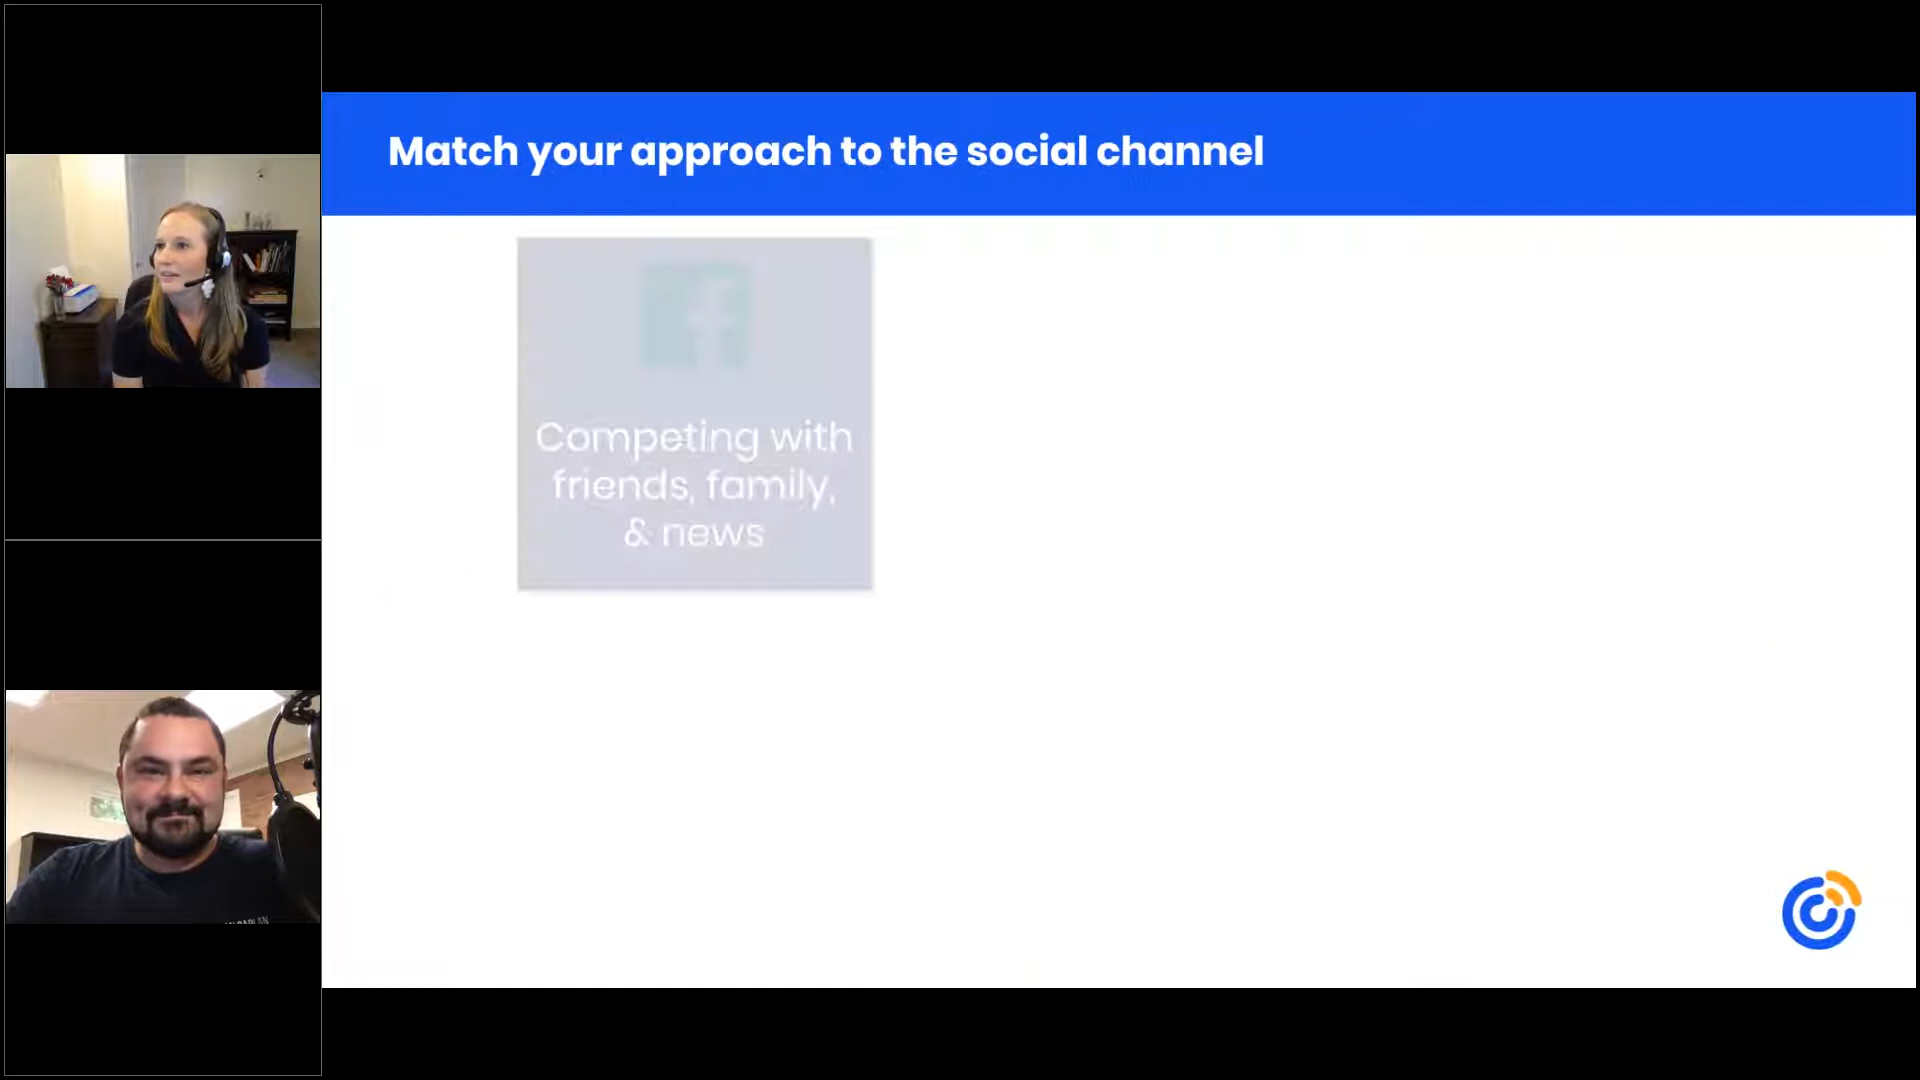 Match your approach to the social channel
Competing with
friends, family,
& news